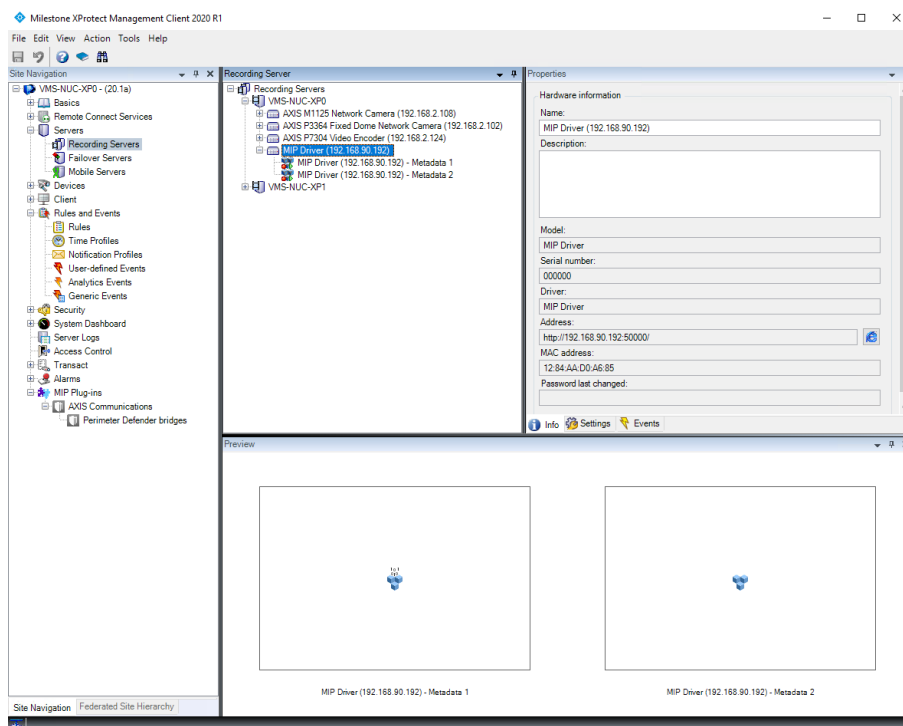 Milestone XProtect Management Client 2020 R1
File Edit View Action Tools Help
Site Navigation
VMS-NUC-XP0 - (20.1a)
Basics
Remote Connect Services
Servers
Recording Servers
Failover Servers
Mobile Servers
Devices
Client
Rules and Events
Rules
Time Profiles
Notification Profiles
User-defined Events
Analytics Events
Generic Events
Security
System Dashboard
Server Logs
Access Control
Transact
Alarms
MIP Plug-ins
AXIS Communications
Perimeter Defender bridges
Site Navigation
Federated Site Hierarchy
Recording Server
Recording Servers
VMS-NUC-XP0
AXIS M1125 Network Camera (192.168.2.108)
AXIS P3364 Fixed Dome Network Camera (192.168.2.102)
AXIS P7304 Video Encoder (192.168.2.124)
MIP Driver (192.168.90.192)
MIP Driver (192.168.90.192) - Metadata 1
MIP Driver (192.168.90.192) - Metadata 2
VMS-NUC-XP1
Properties
Hardware information
Name:
MIP Driver (192.168.90.192)
Description:
Model:
MIP Driver
Serial number:
000000
Driver:
MIP Driver
Address:
http://192.168.90.192:50000/
MAC address:
12:84:AA:D0:A6:85
Password last changed:
Info
Settings
Events
Preview
MIP Driver (192.168.90.192) - Metadata 1
MIP Driver (192.168.90.192) - Metadata 2